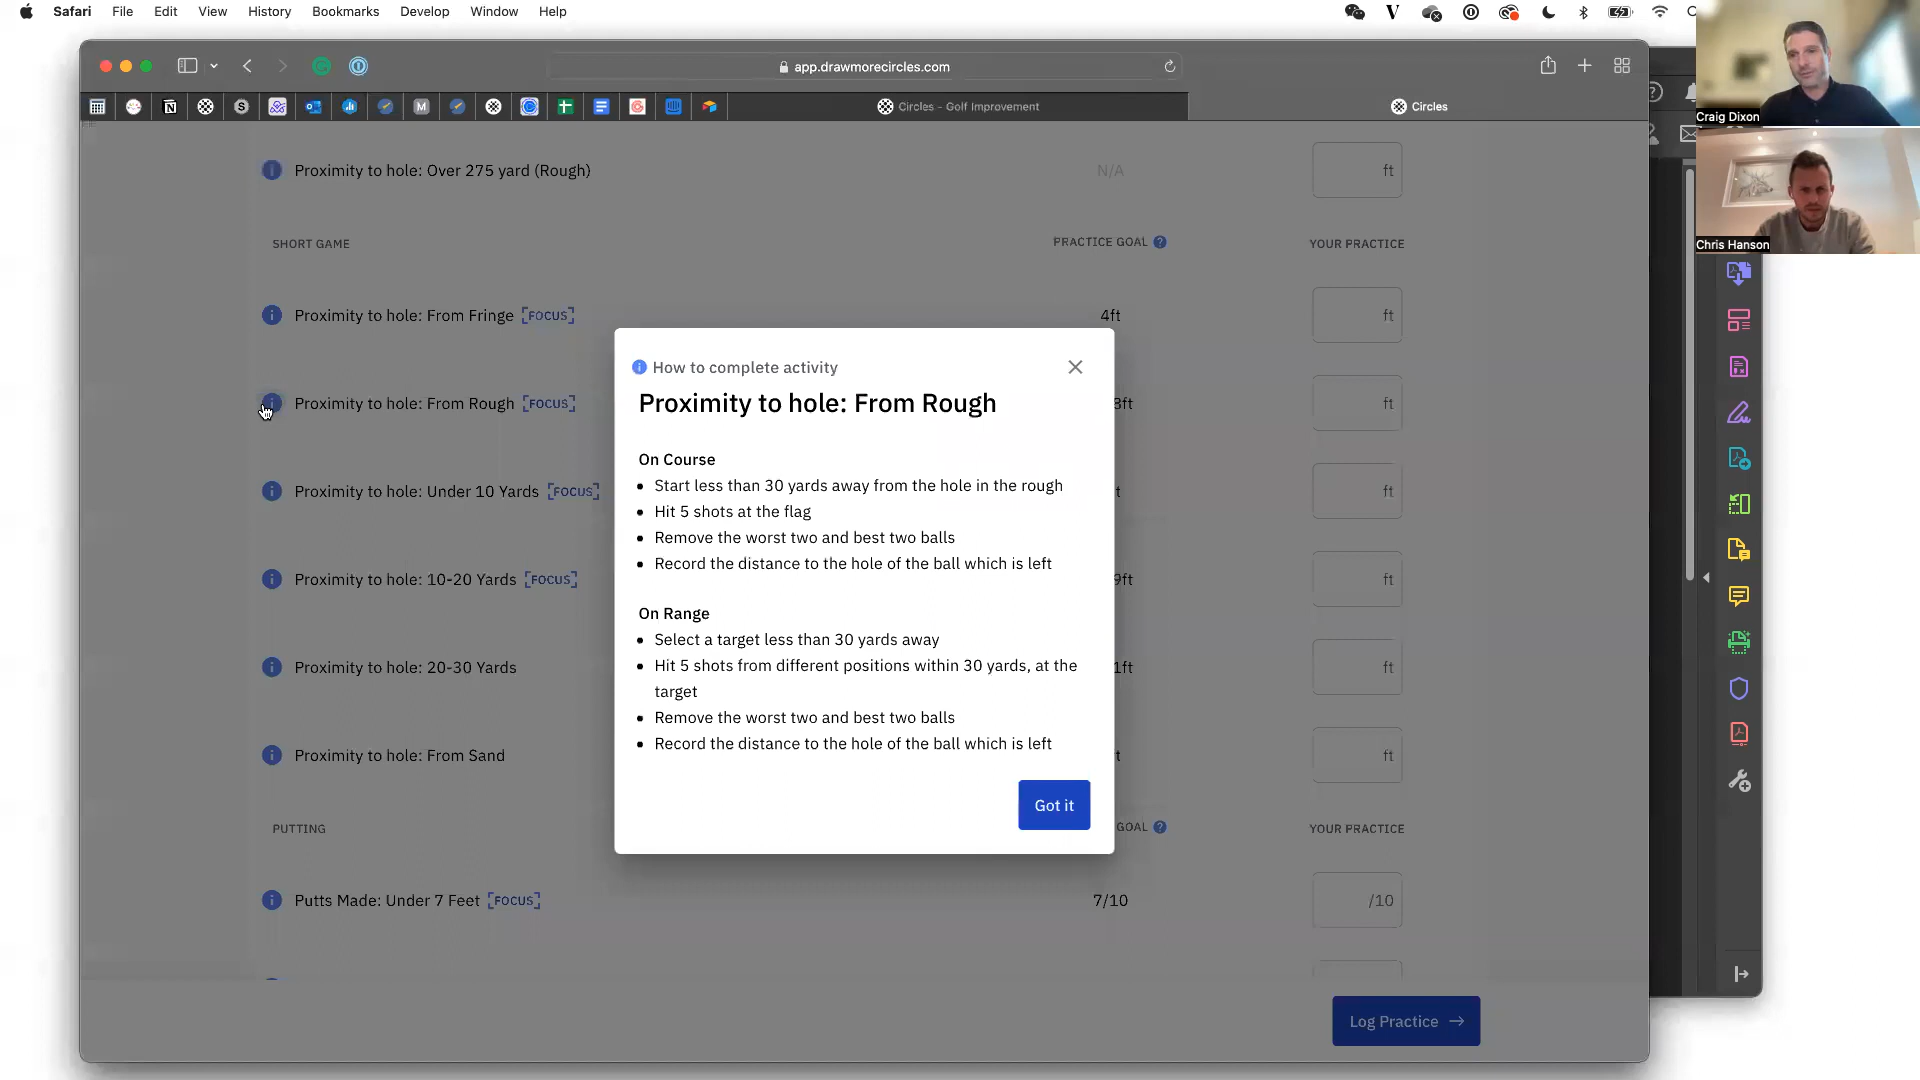 Safari File Edit View History Bookmarks Develop Window Help
app.drawmorecircles.com
Circles - Golf Improvement
Circles
Craig Dixon
Chris Hanson
Proximity to hole: Over 275 yard (Rough) N/A ft
SHORT GAME PRACTICE GOAL ? YOUR PRACTICE
Proximity to hole: From Fringe [FOCUS] 4ft ft
Proximity to hole: From Rough [FOCUS] ft
Proximity to hole: Under 10 Yards [FOCUS] ft
Proximity to hole: 10-20 Yards [FOCUS] ft
Proximity to hole: 20-30 Yards ft
Proximity to hole: From Sand ft
PUTTING GOAL ? YOUR PRACTICE
Putts Made: Under 7 Feet [FOCUS] 7/10 /10
Log Practice →
How to complete activity
Proximity to hole: From Rough
On Course
• Start less than 30 yards away from the hole in the rough
• Hit 5 shots at the flag
• Remove the worst two and best two balls
• Record the distance to the hole of the ball which is left
On Range
• Select a target less than 30 yards away
• Hit 5 shots from different positions within 30 yards, at the
target
• Remove the worst two and best two balls
• Record the distance to the hole of the ball which is left
Got it